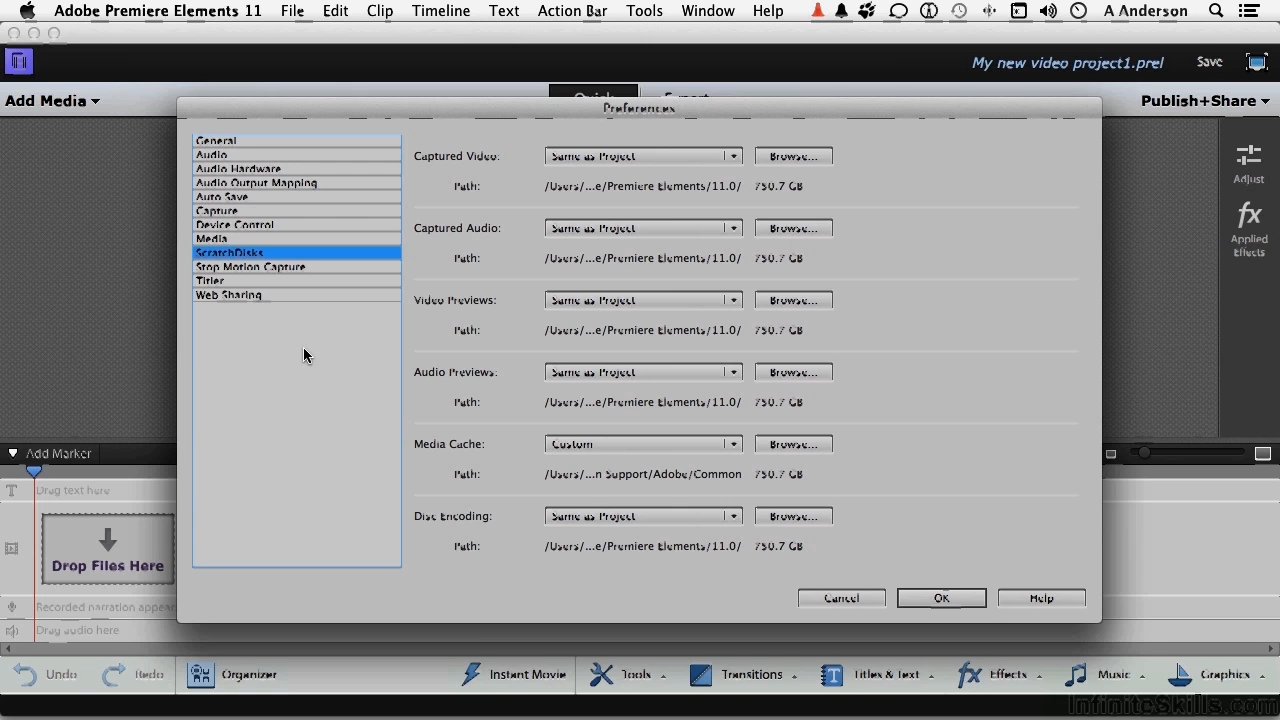 Adobe Premiere Elements 11 File Edit Clip Timeline Text Action Bar Tools Window Help A Anderson
My new video project1.prel Save
Add Media Quick Export Publish+Share
Preferences
General
Audio
Audio Hardware
Audio Output Mapping
Auto Save
Capture
Device Control
Media
ScratchDisks
Stop Motion Capture
Titler
Web Sharing
Captured Video: Same as Project Browse...
Path: /Users/...e/Premiere Elements/11.0/ 750.7 GB
Captured Audio: Same as Project Browse...
Path: /Users/...e/Premiere Elements/11.0/ 750.7 GB
Video Previews: Same as Project Browse...
Path: /Users/...e/Premiere Elements/11.0/ 750.7 GB
Audio Previews: Same as Project Browse...
Path: /Users/...e/Premiere Elements/11.0/ 750.7 GB
Media Cache: Custom Browse...
Path: /Users/...n Support/Adobe/Common 750.7 GB
Disc Encoding: Same as Project Browse...
Path: /Users/...e/Premiere Elements/11.0/ 750.7 GB
Cancel OK Help
Adjust
fx
Applied
Effects
Add Marker
T Drag text here
Drop Files Here
Recorded narration appear
Drag audio here
Undo Redo Organizer Instant Movie Tools Transitions T Titles & Text fx Effects Music Graphics
InfiniteSkills.com